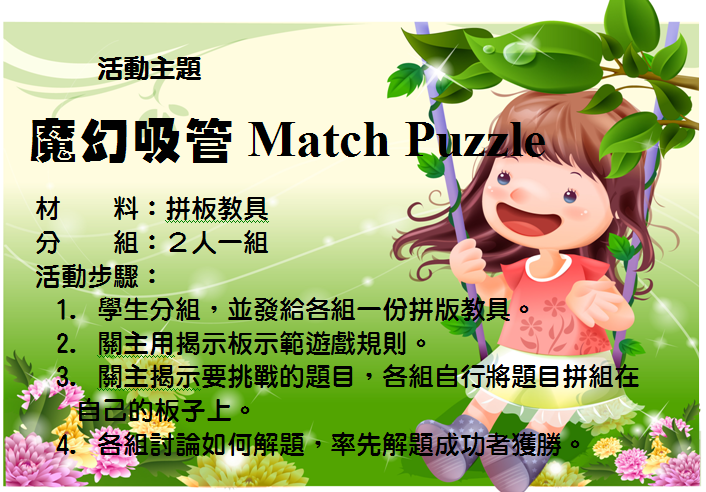 活動主題
魔幻吸管 Match Puzzle
材　　料：拼板教具
分　　組：２人一組
活動步驟：
1. 學生分組，並發給各組一份拼版教具。
2. 關主用揭示板示範遊戲規則。
3. 關主揭示要挑戰的題目，各組自行將題目拼組在
自己的板子上。
4. 各組討論如何解題，率先解題成功者獲勝。